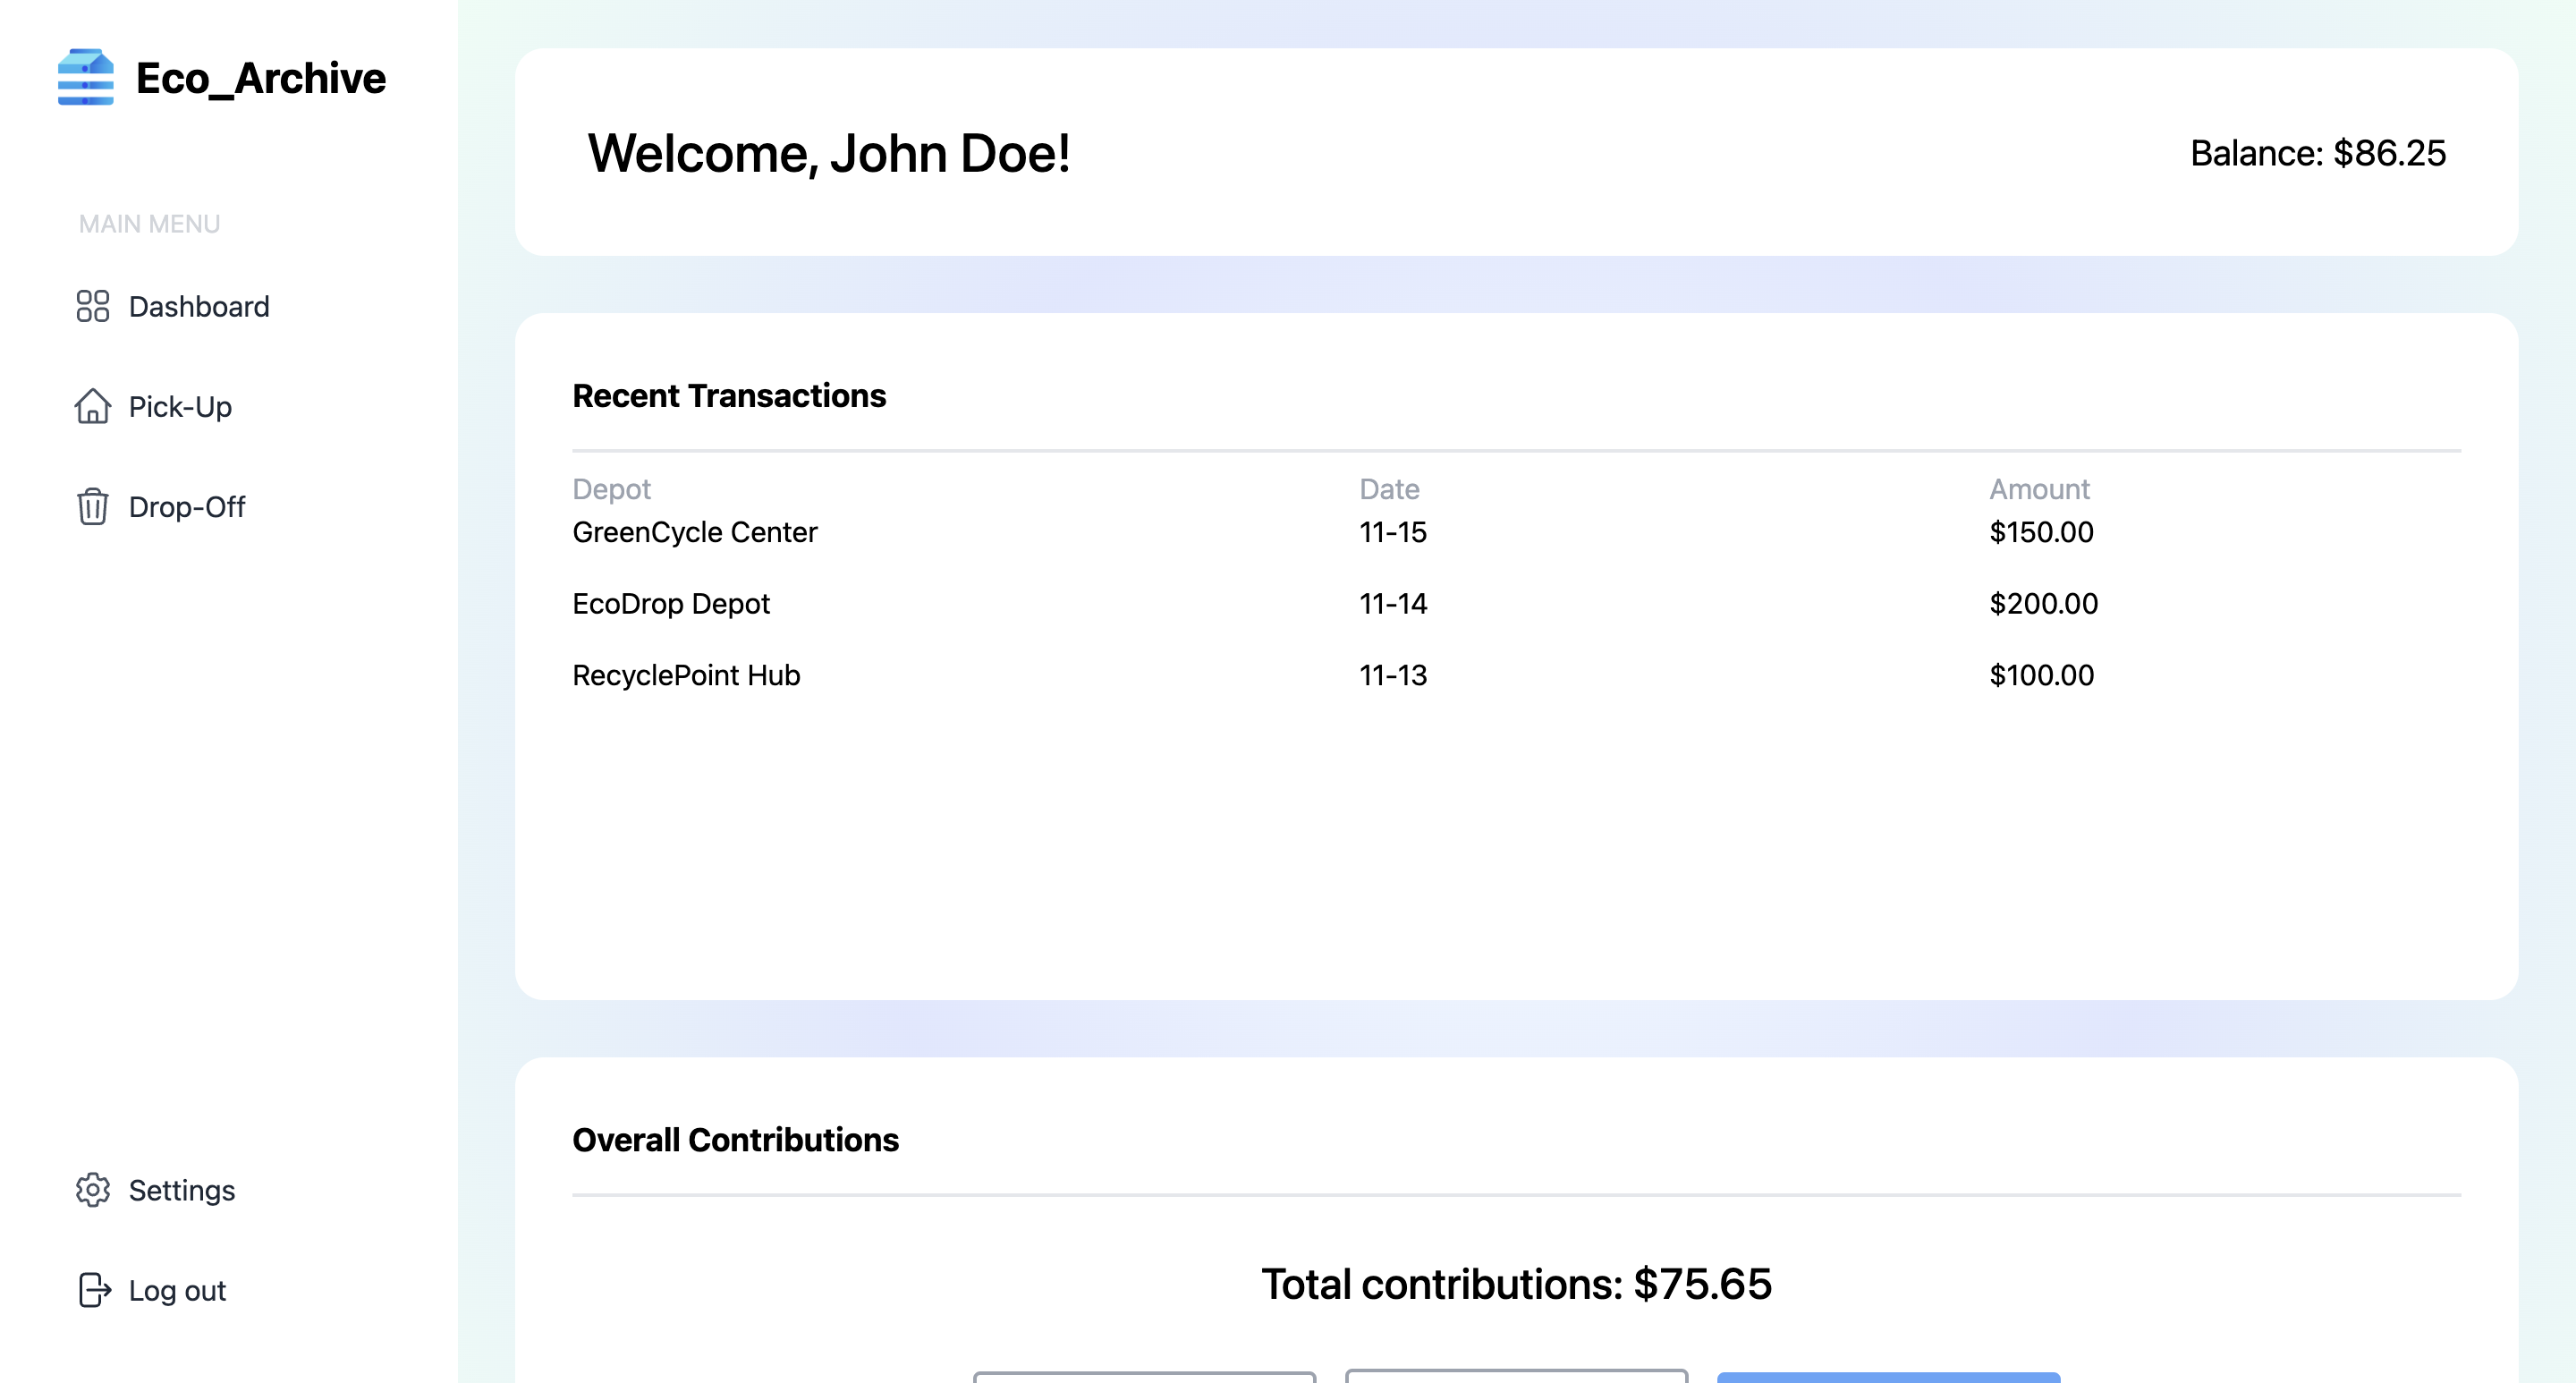 Eco_Archive
MAIN MENU
Dashboard
Pick-Up
Drop-Off
Settings
Log out
Welcome, John Doe!
Balance: $86.25
Recent Transactions
Depot Date Amount
GreenCycle Center 11-15 $150.00
EcoDrop Depot 11-14 $200.00
RecyclePoint Hub 11-13 $100.00
Overall Contributions
Total contributions: $75.65